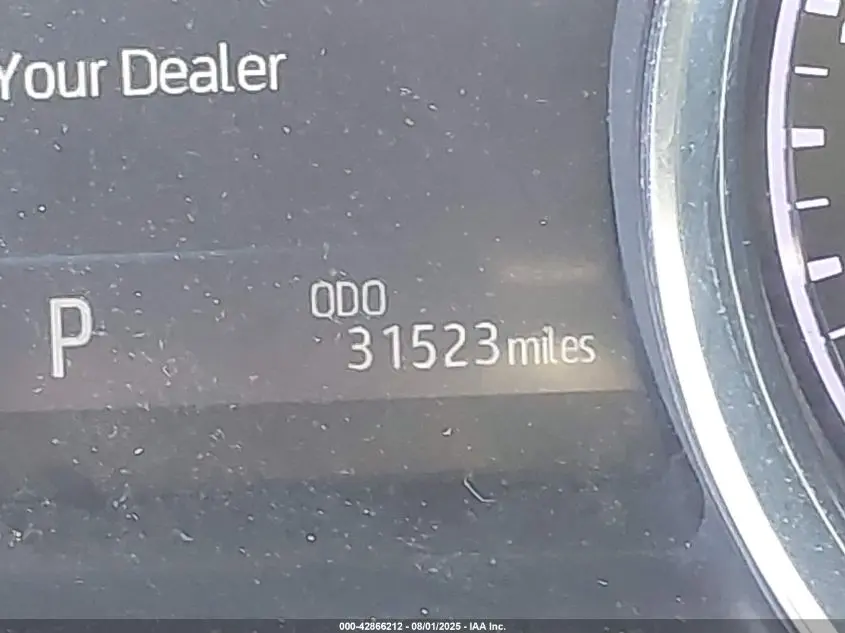 Your Dealer
P
ODO
31523 miles
000-42866212 - 08/01/2025 - IAA Inc.